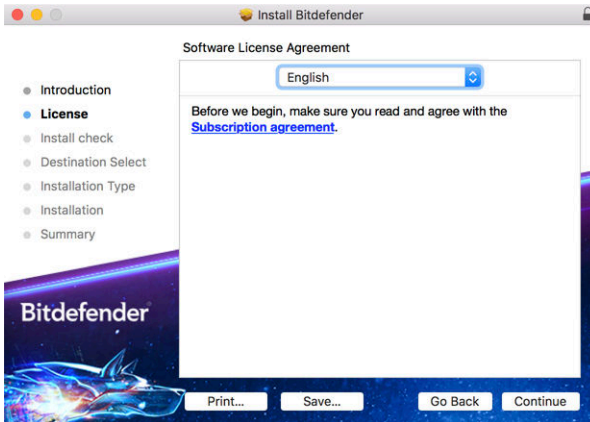 Install Bitdefender
Software License Agreement
English
Introduction
License
Install check
Destination Select
Installation Type
Installation
Summary
Before we begin, make sure you read and agree with the
Subscription agreement.
Bitdefender
Print...
Save...
Go Back
Continue